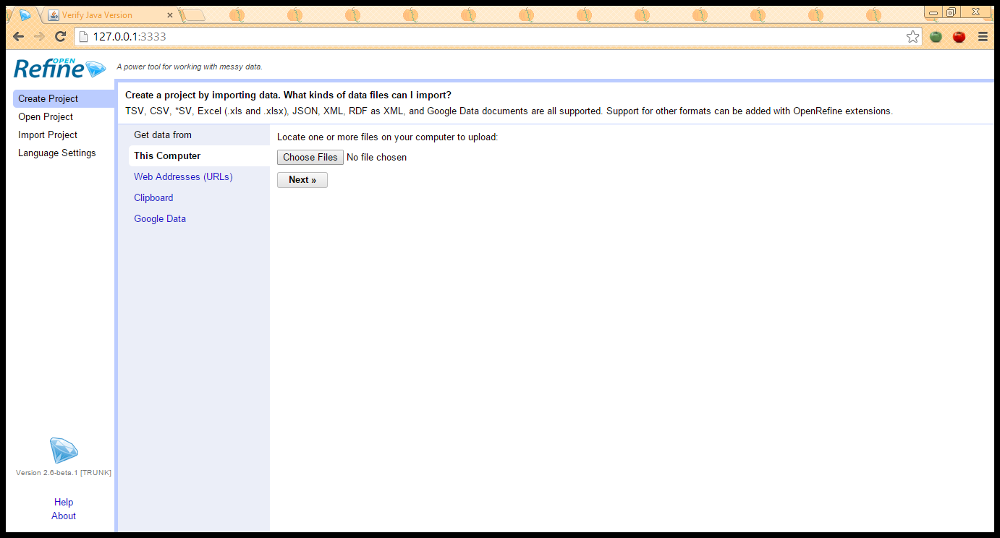 Verify Java Version
127.0.0.1:3333
OPEN
Refine
A power tool for working with messy data.
Create Project
Open Project
Import Project
Language Settings
Create a project by importing data. What kinds of data files can I import?
TSV, CSV, *SV, Excel (.xls and .xlsx), JSON, XML, RDF as XML, and Google Data documents are all supported. Support for other formats can be added with OpenRefine extensions.
Get data from
This Computer
Web Addresses (URLs)
Clipboard
Google Data
Locate one or more files on your computer to upload:
Choose Files No file chosen
Next »
Version 2.6-beta.1 [TRUNK]
Help
About